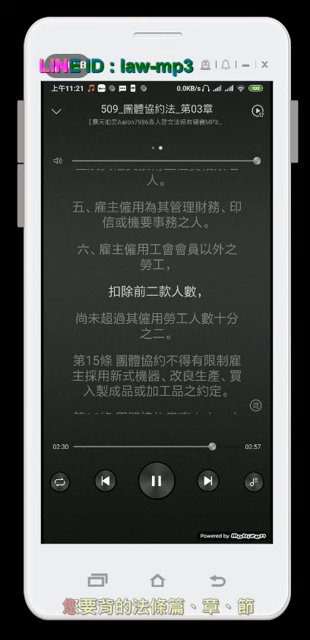 LINE ID：law-mp3
上午11:21
0.0KB/s
509_團體協約法_第03章
人。
五、雇主僱用為其管理財務、印
信或機要事務之人。
六、雇主僱用工會會員以外之
勞工，
扣除前二款人數，
尚未超過其僱用勞工人數十分
之二。
第15條 團體協約不得有限制雇
主採用新式機器、改良生產、買
入製成品或加工品之約定。
詞
02:30
02:57
Powered by
您要背的法條篇、章、節